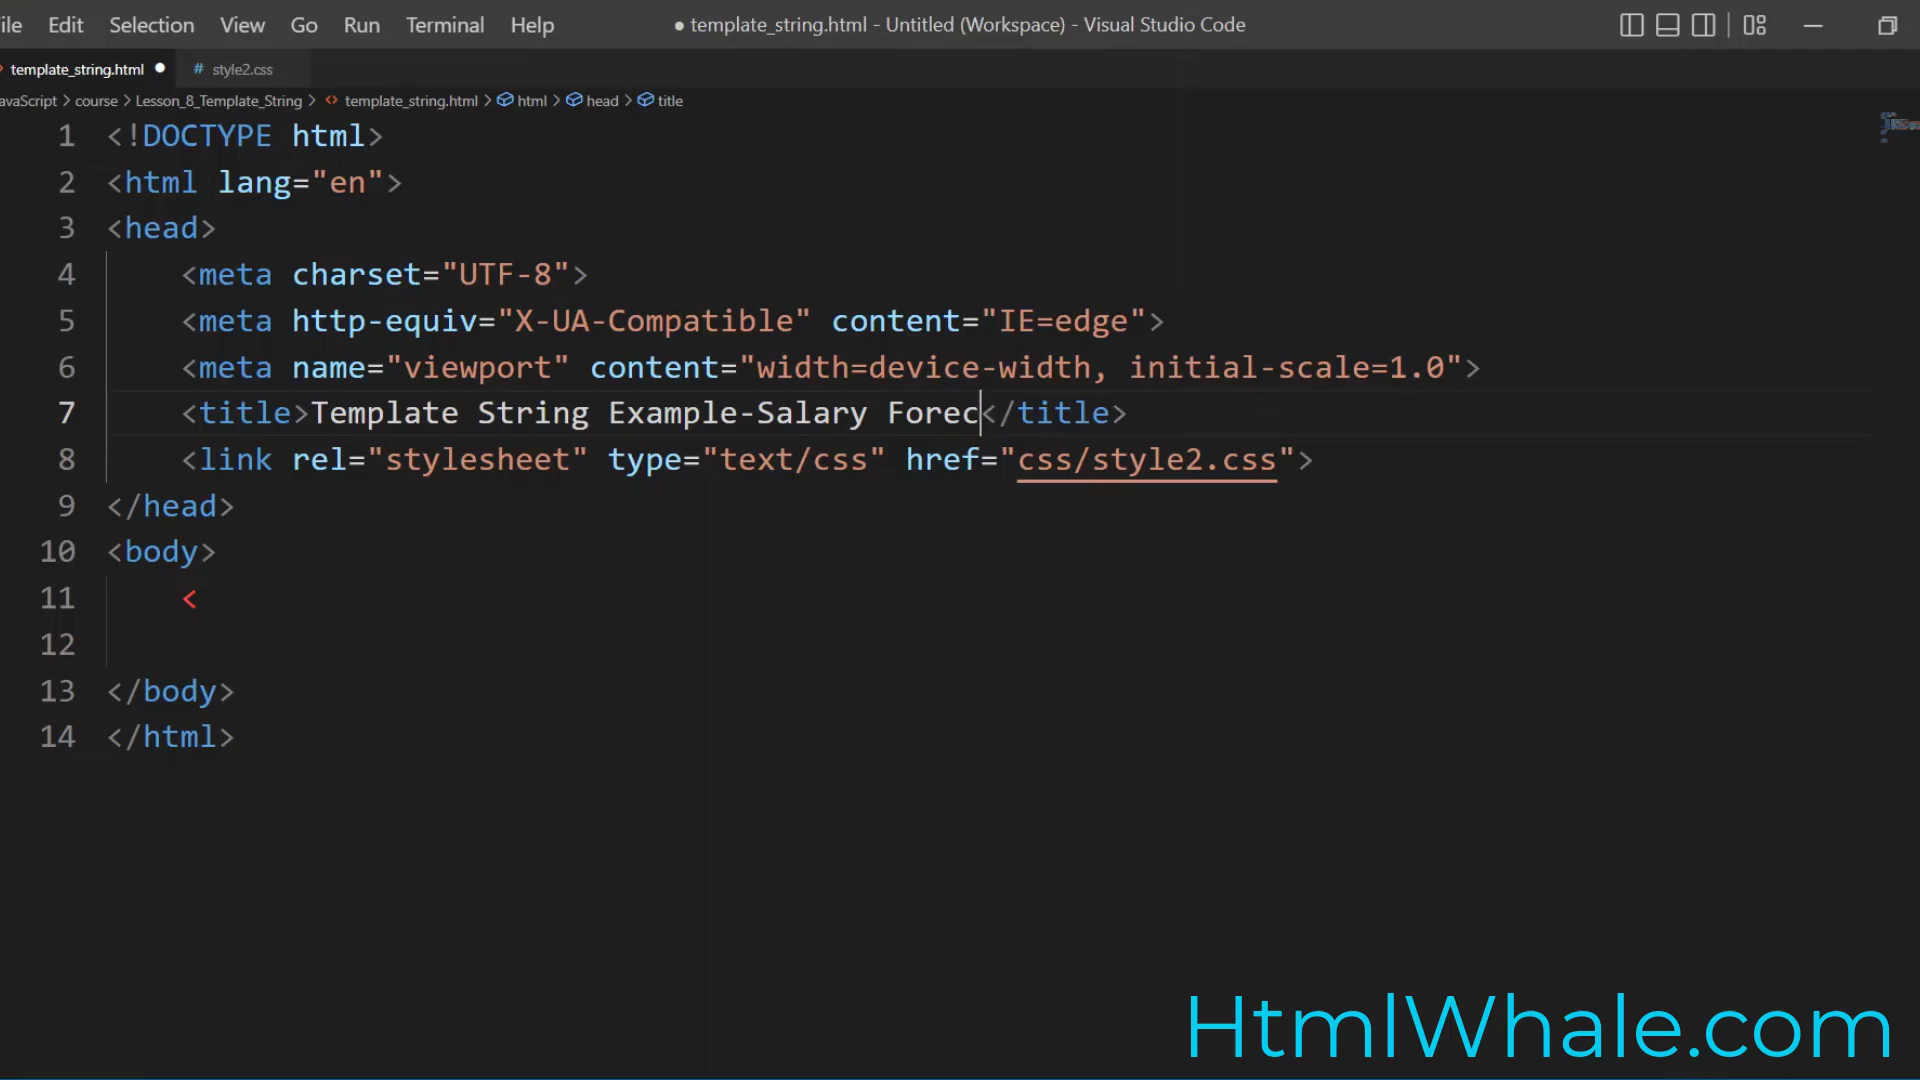 ile Edit Selection View Go Run Terminal Help ● template_string.html - Untitled (Workspace) - Visual Studio Code
template_string.html ● # style2.css
avaScript > course > Lesson_8_Template_String > <> template_string.html > html > head > title
1 <!DOCTYPE html>
2 <html lang="en">
3 <head>
4 <meta charset="UTF-8">
5 <meta http-equiv="X-UA-Compatible" content="IE=edge">
6 <meta name="viewport" content="width=device-width, initial-scale=1.0">
7 <title>Template String Example-Salary Forec</title>
8 <link rel="stylesheet" type="text/css" href="css/style2.css">
9 </head>
10 <body>
11 <
12
13 </body>
14 </html>
HtmlWhale.com